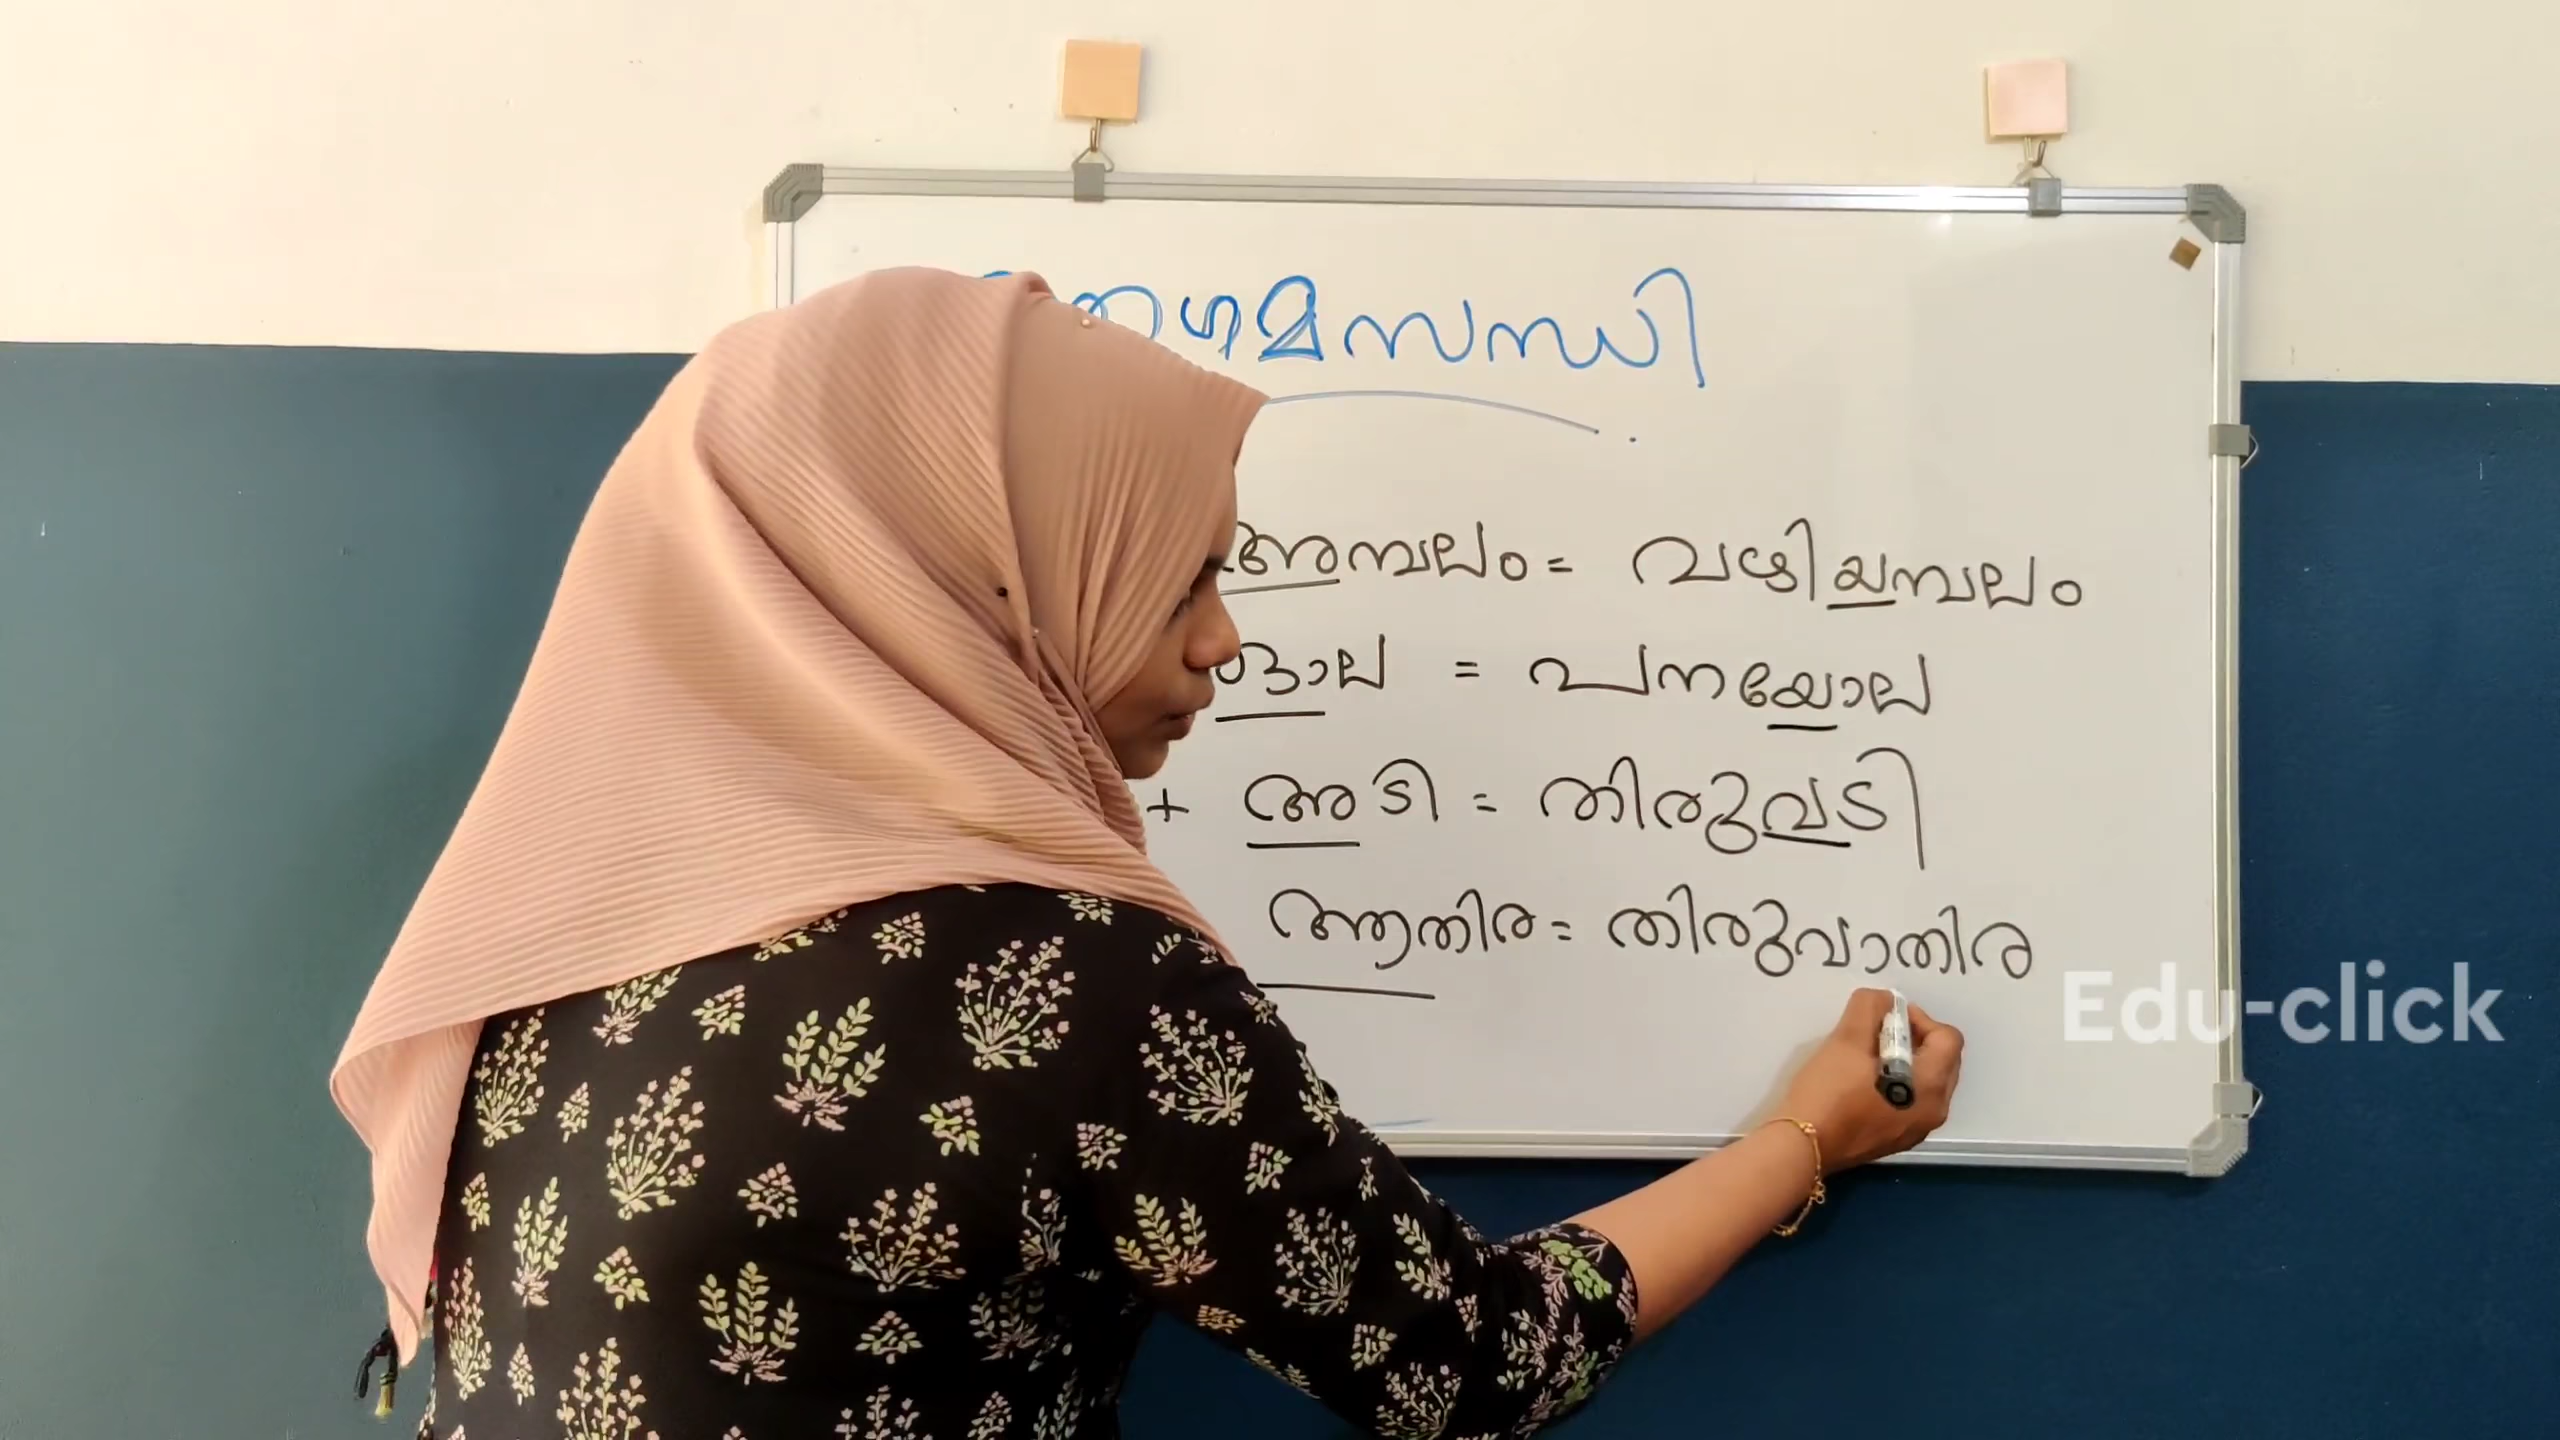 ആഗമസന്ധി
അമ്പലം = വഴിയമ്പലം
ഓല = പനയോല
+ അടി = തിരുവടി
ആതിര = തിരുവാതിര
Edu-click